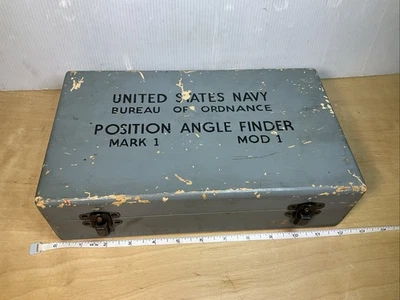 UNITED STATES NAVY
BUREAU OF ORDNANCE
POSITION ANGLE FINDER
MARK 1 MOD 1